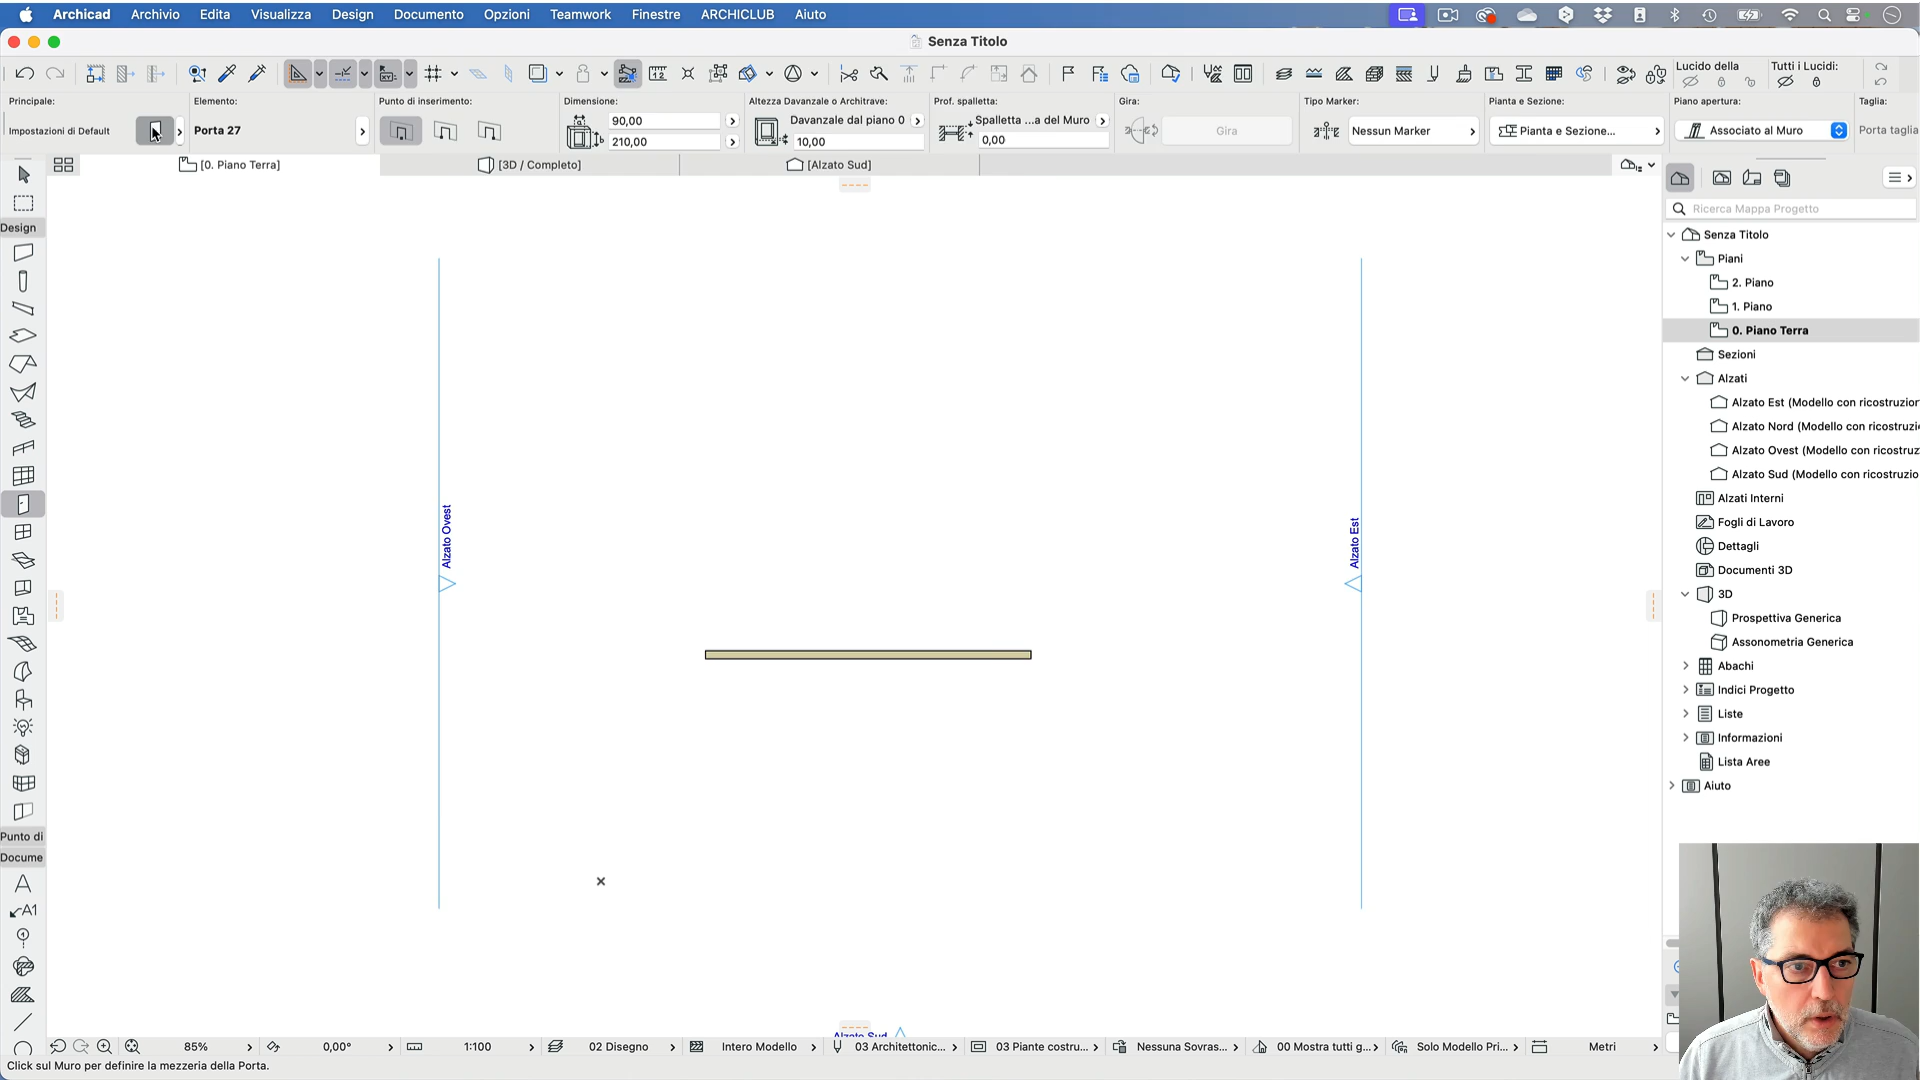 Archicad Archivio Edita Visualizza Design Documento Opzioni Teamwork Finestre ARCHICLUB Aiuto
Senza Titolo
Lucido della Tutti i Lucidi:
Principale: Elemento: Punto di inserimento: Dimensione: Altezza Davanzale o Architrave: Prof. spalletta: Gira: Tipo Marker: Pianta e Sezione: Piano apertura: Taglia:
Impostazioni di Default Porta 27 90,00 Davanzale dal piano 0 Spalletta ...a del Muro Gira Nessun Marker Pianta e Sezione... Associato al Muro Porta taglia
210,00 10,00 0,00
[0. Piano Terra] [3D / Completo] [Alzato Sud]
Ricerca Mappa Progetto
Design
Senza Titolo
Piani
2. Piano
1. Piano
0. Piano Terra
Sezioni
Alzati
Alzato Est (Modello con ricostruzior
Alzato Nord (Modello con ricostruzi
Alzato Ovest (Modello con ricostruz
Alzato Sud (Modello con ricostruzio
Alzati Interni
Fogli di Lavoro
Dettagli
Documenti 3D
3D
Prospettiva Generica
Assonometria Generica
Abachi
Indici Progetto
Liste
Informazioni
Lista Aree
Aiuto
Alzato Ovest
Alzato Est
Punto di
Docume
A1
Alzato Sud
85% 0,00° 1:100 02 Disegno Intero Modello 03 Architettonic... 03 Piante costru... Nessuna Sovras... 00 Mostra tutti g... Solo Modello Pri... Metri
Click sul Muro per definire la mezzeria della Porta.